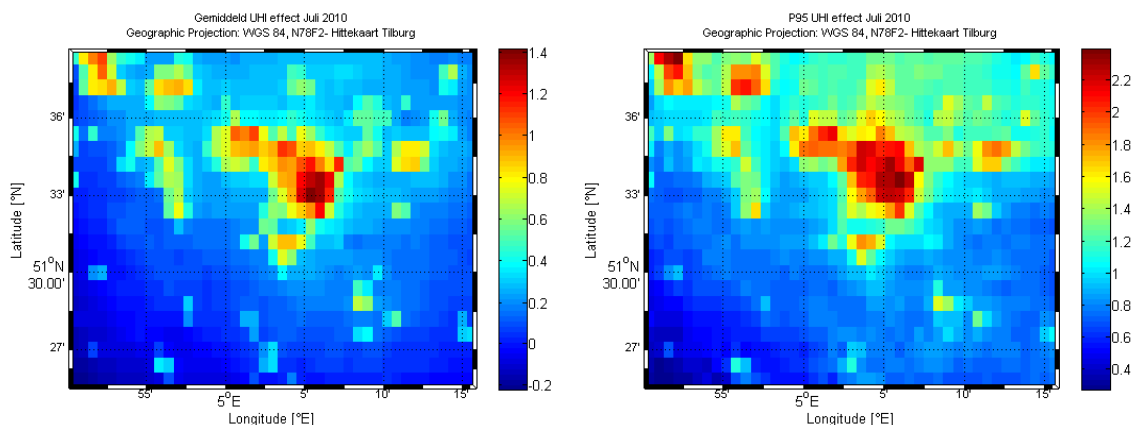 Gemiddeld UHI effect Juli 2010
Geographic Projection: WGS 84, N78F2- Hittekaart Tilburg
36'
33'
51°N
30.00'
27'
Latitude [°N]
55'
5°E
5'
10'
15'
Longitude [°E]
1.4
1.2
1
0.8
0.6
0.4
0.2
0
-0.2
P95 UHI effect Juli 2010
Geographic Projection: WGS 84, N78F2- Hittekaart Tilburg
36'
33'
51°N
30.00'
27'
Latitude [°N]
55'
5°E
5'
10'
15'
Longitude [°E]
2.2
2
1.8
1.6
1.4
1.2
1
0.8
0.6
0.4